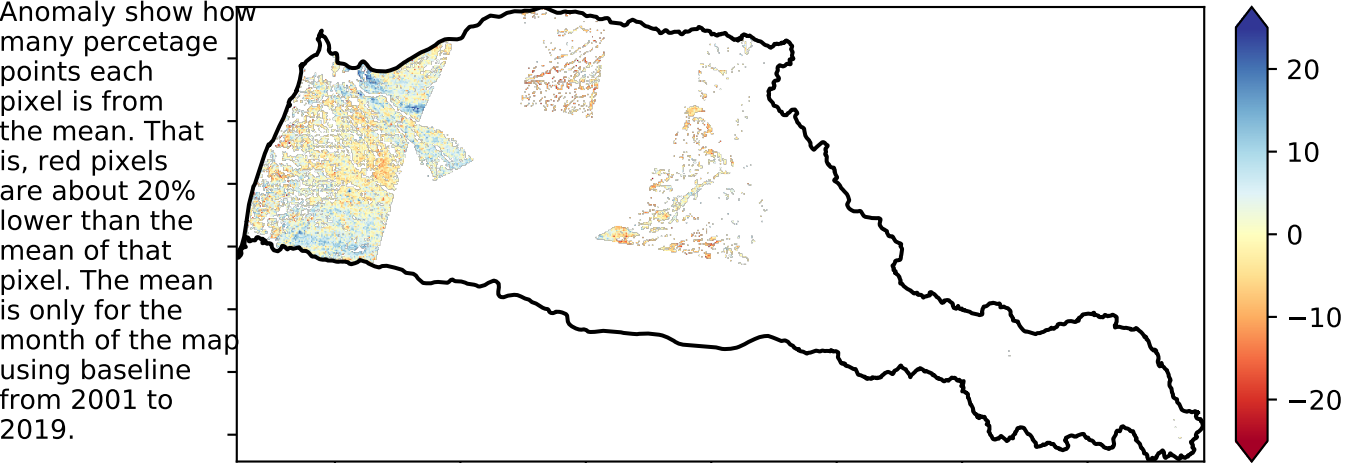 Anomaly show how
many percetage
points each
pixel is from
the mean. That
is, red pixels
are about 20%
lower than the
mean of that
pixel. The mean
is only for the
month of the map
using baseline
from 2001 to
2019.
20
10
0
−10
−20